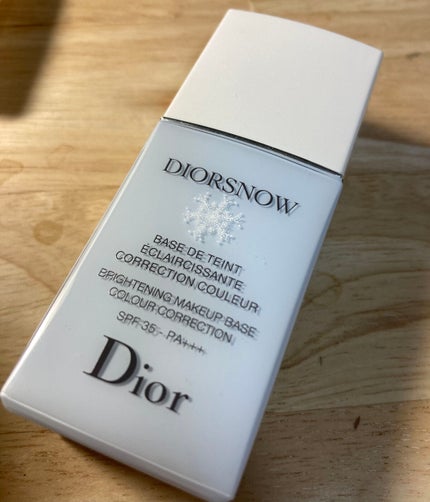 DIORSNOW
BASE DE TEINT
ÉCLAIRCISSANTE
CORRECTION COULEUR
BRIGHTENING MAKEUP BASE
COLOUR CORRECTION
SPF 35 - PA+++
Dior